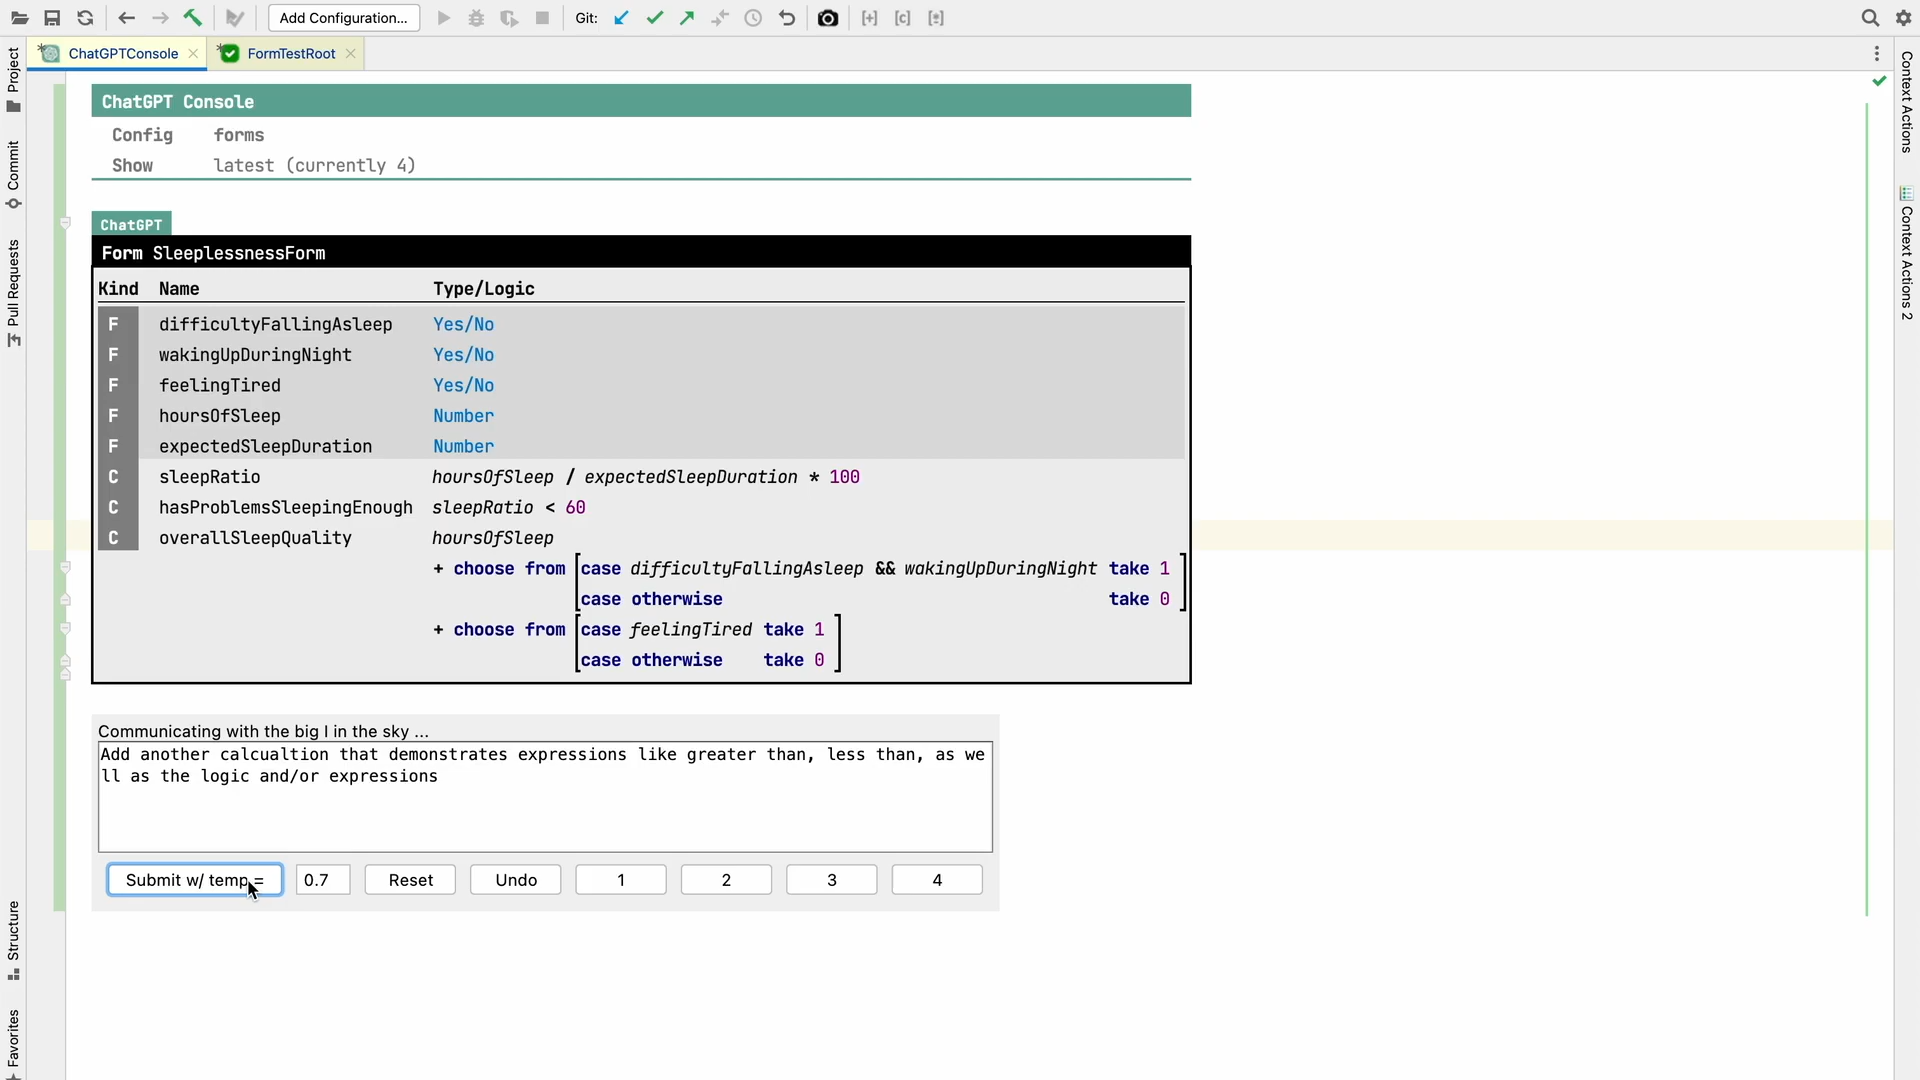 Add Configuration...
Git:
ChatGPTConsole
FormTestRoot
Project
Commit
Pull Requests
Structure
Favorites
Context Actions
Context Actions 2
ChatGPT Console
Config forms
Show latest (currently 4)
ChatGPT
Form SleeplessnessForm
Kind Name Type/Logic
F difficultyFallingAsleep Yes/No
F wakingUpDuringNight Yes/No
F feelingTired Yes/No
F hoursOfSleep Number
F expectedSleepDuration Number
C sleepRatio hoursOfSleep / expectedSleepDuration * 100
C hasProblemsSleepingEnough sleepRatio < 60
C overallSleepQuality hoursOfSleep
+ choose from [case difficultyFallingAsleep && wakingUpDuringNight take 1
case otherwise take 0]
+ choose from [case feelingTired take 1
case otherwise take 0]
Communicating with the big I in the sky ...
Add another calcualtion that demonstrates expressions like greater than, less than, as we
ll as the logic and/or expressions
Submit w/ temp = 0.7 Reset Undo 1 2 3 4